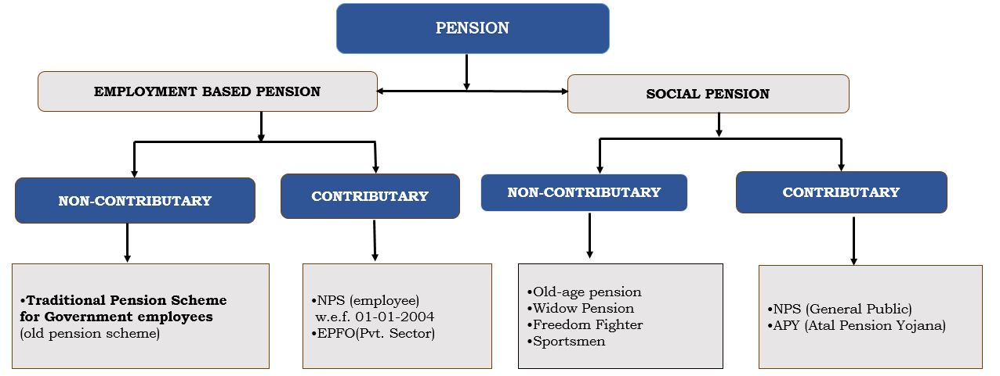 PENSION
EMPLOYMENT BASED PENSION
SOCIAL PENSION
NON-CONTRIBUTARY
CONTRIBUTARY
NON-CONTRIBUTARY
CONTRIBUTARY
•Traditional Pension Scheme
for Government employees
(old pension scheme)
•NPS (employee)
w.e.f. 01-01-2004
•EPFO(Pvt. Sector)
•Old-age pension
•Widow Pension
•Freedom Fighter
•Sportsmen
•NPS (General Public)
•APY (Atal Pension Yojana)